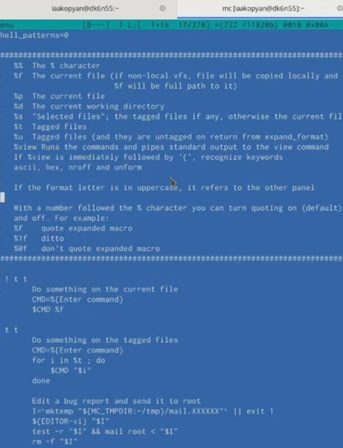 iaakopyan@dk6n55:~
mc [iaakopyan@dk6n55]:~
[B---] 1 L:[ 1+16 17/370] *(732 /11820b) 0010 0x00A
hell_patterns=0
%% The % character
%f The current file (if non-local vfs, file will be copied locally and
%f will be full path to it)
%p The current file
%d The current working directory
%s "Selected files"; the tagged files if any, otherwise the current fil
%t Tagged files
%u Tagged files (and they are untagged on return from expand_format)
%view Runs the commands and pipes standard output to the view command
If %view is immediately followed by '{', recognize keywords
ascii, hex, nroff and unform
If the format letter is in uppercase, it refers to the other panel
With a number followed the % character you can turn quoting on (default)
and off. For example:
%f quote expanded macro
%1f ditto
%0f don't quote expanded macro
! t t
Do something on the current file
CMD=%{Enter command}
$CMD %f
t t
Do something on the tagged files
CMD=%{Enter command}
for i in %t ; do
$CMD "$i"
done
Edit a bug report and send it to root
I=`mktemp "${MC_TMPDIR:-/tmp}/mail.XXXXXX"` || exit 1
${EDITOR-vi} "$I"
test -r "$I" && mail root < "$I"
rm -f "$I"